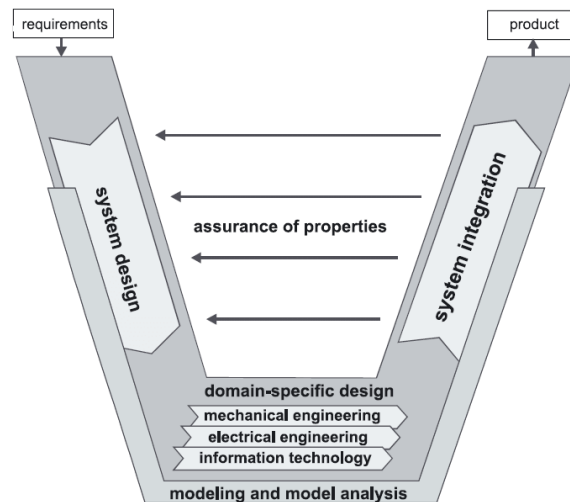 requirements
product
system design
assurance of properties
system integration
domain-specific design
mechanical engineering
electrical engineering
information technology
modeling and model analysis